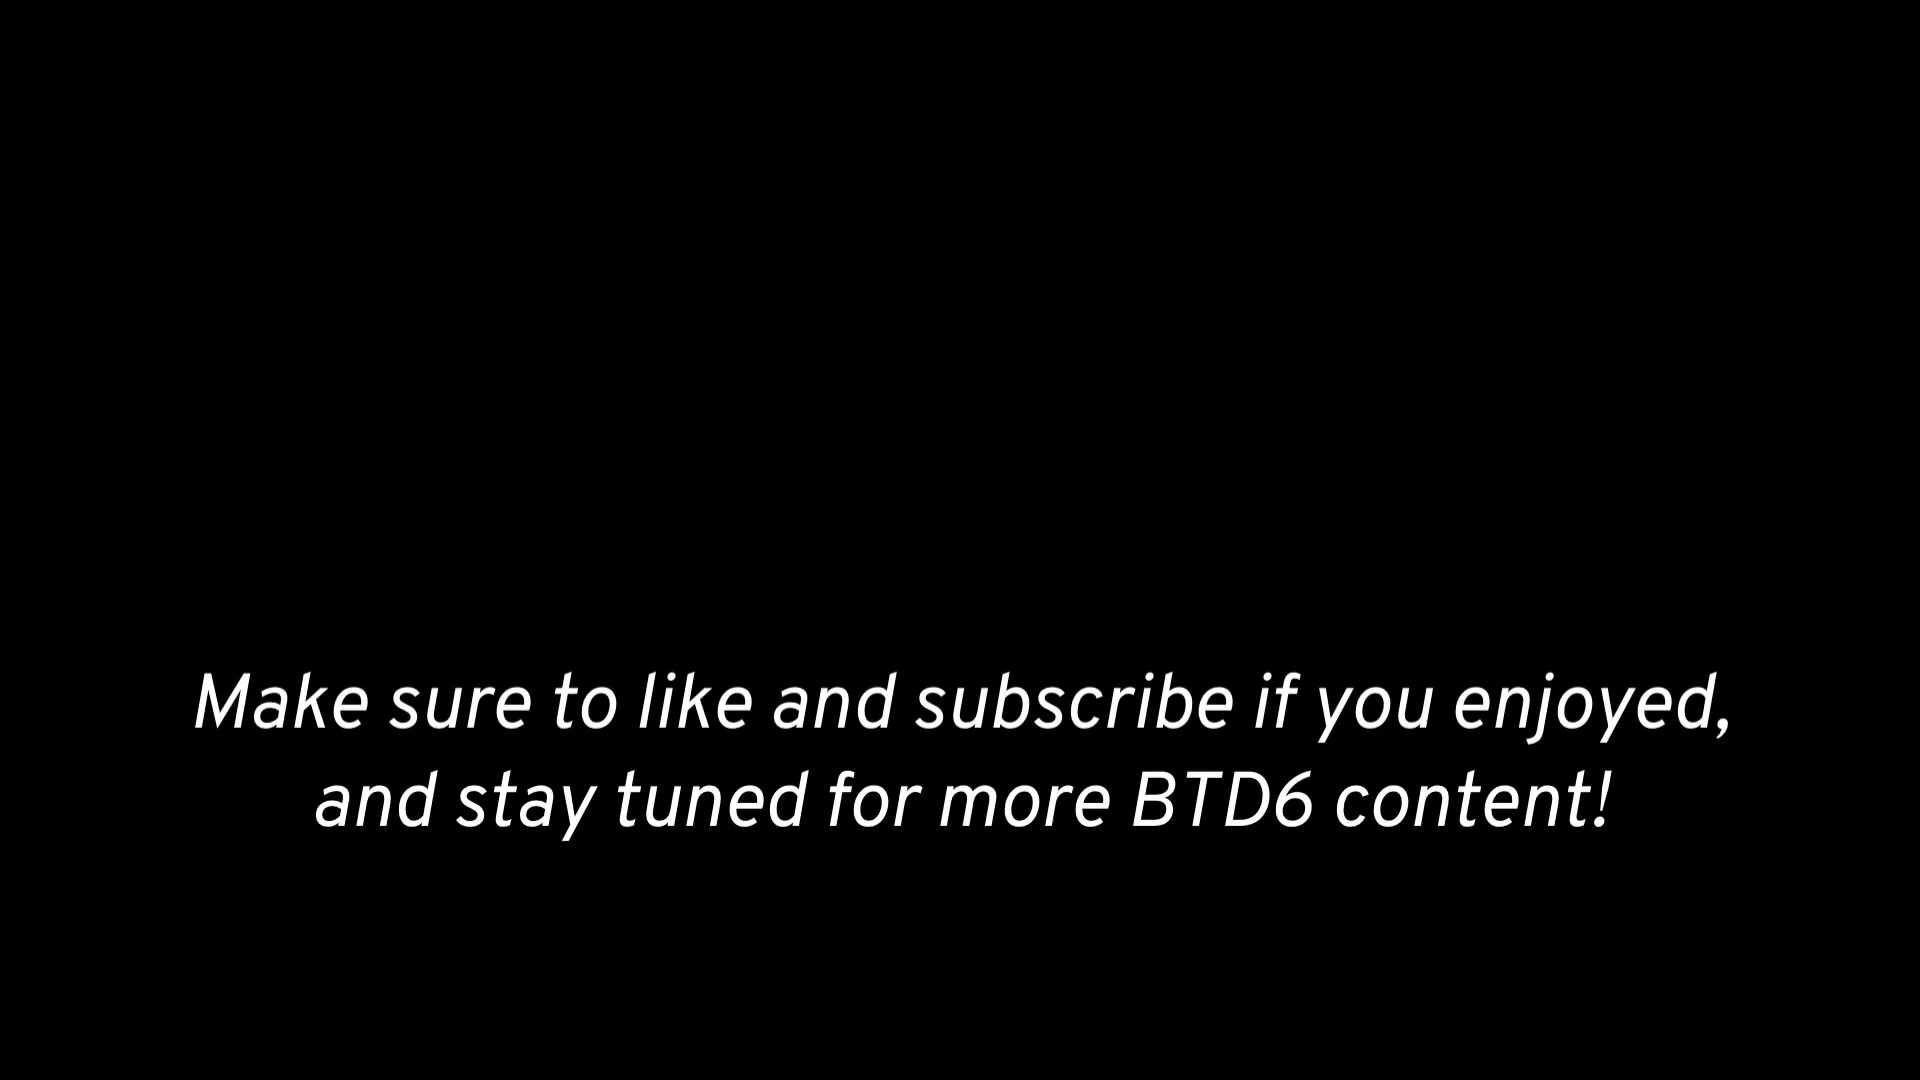 Make sure to like and subscribe if you enjoyed,
and stay tuned for more BTD6 content!